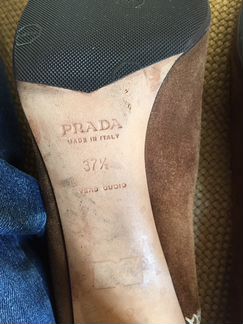 PRADA
MADE IN ITALY
37½
VERO CUOIO